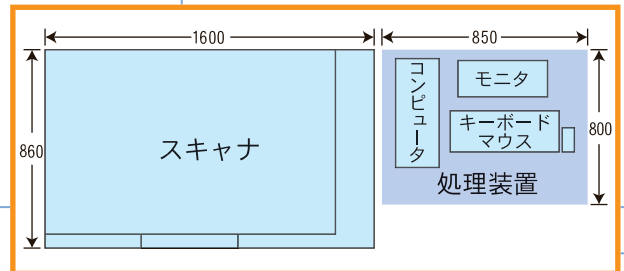 1600
850
860
スキャナ
コンピュータ
モニタ
キーボード
マウス
800
処理装置